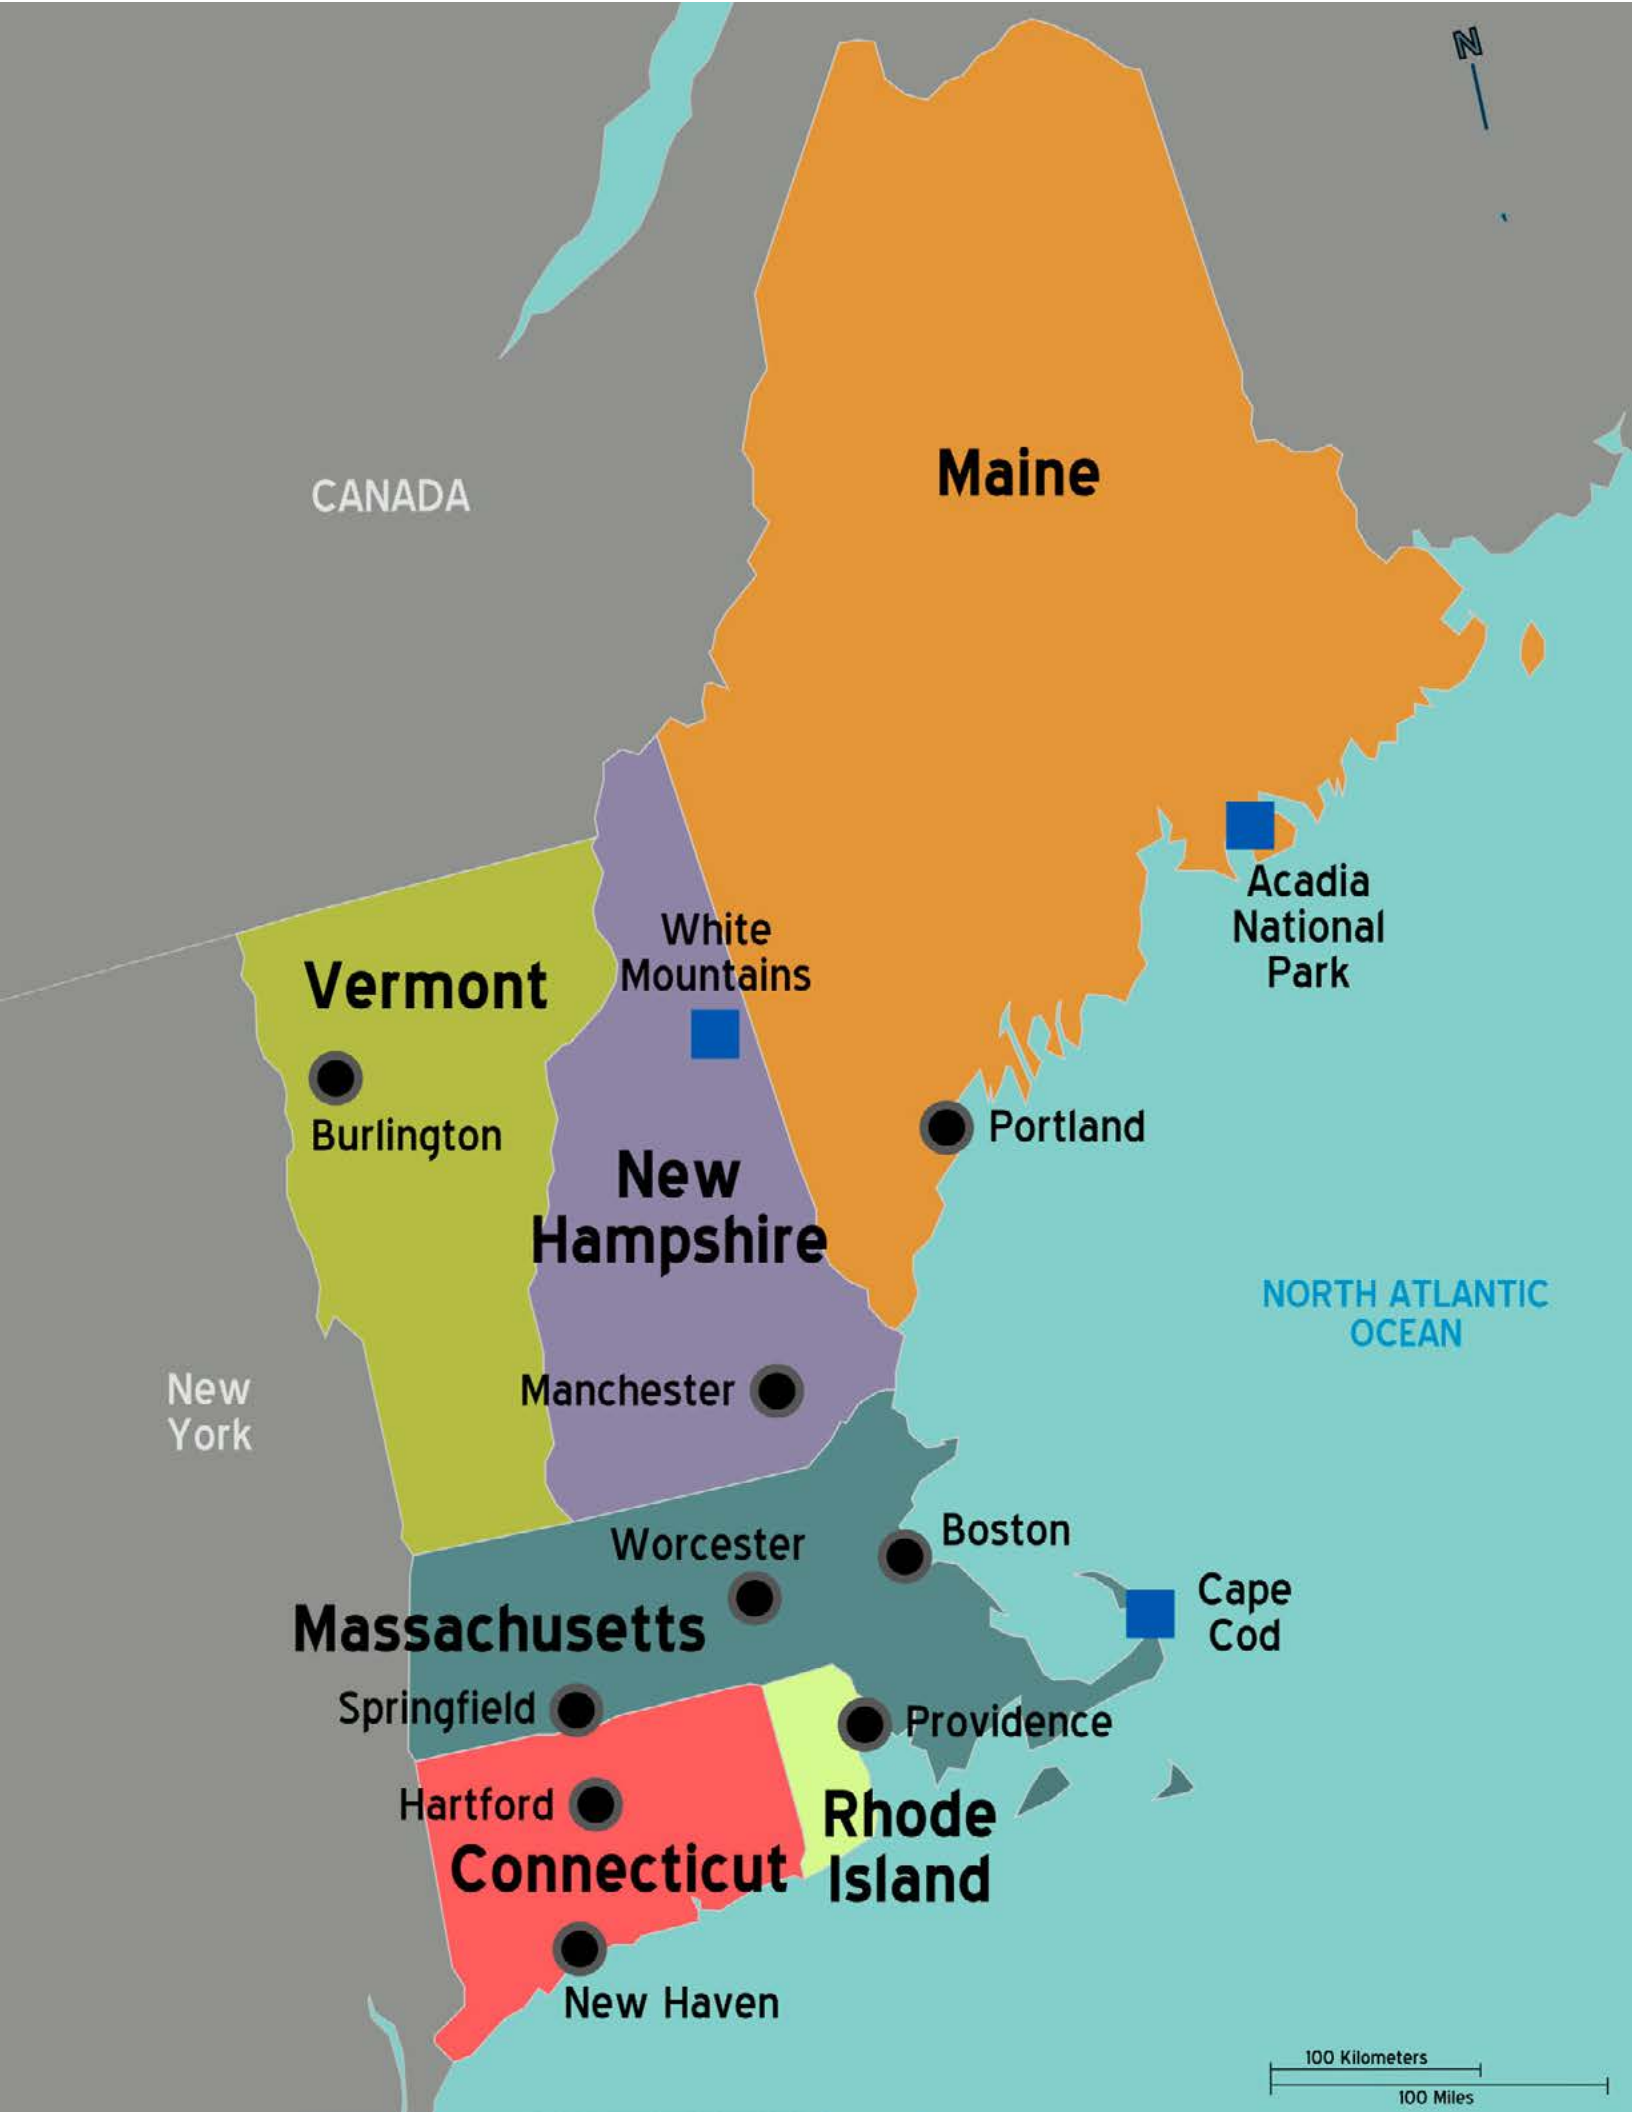 N
Maine
CANADA
Acadia
National
Park
White
Mountains
Vermont
Burlington
Portland
New
Hampshire
NORTH ATLANTIC
OCEAN
New
York
Manchester
Boston
Worcester
Cape
Cod
Massachusetts
Springfield
Providence
Hartford
Rhode
Island
Connecticut
New Haven
100 Kilometers
100 Miles